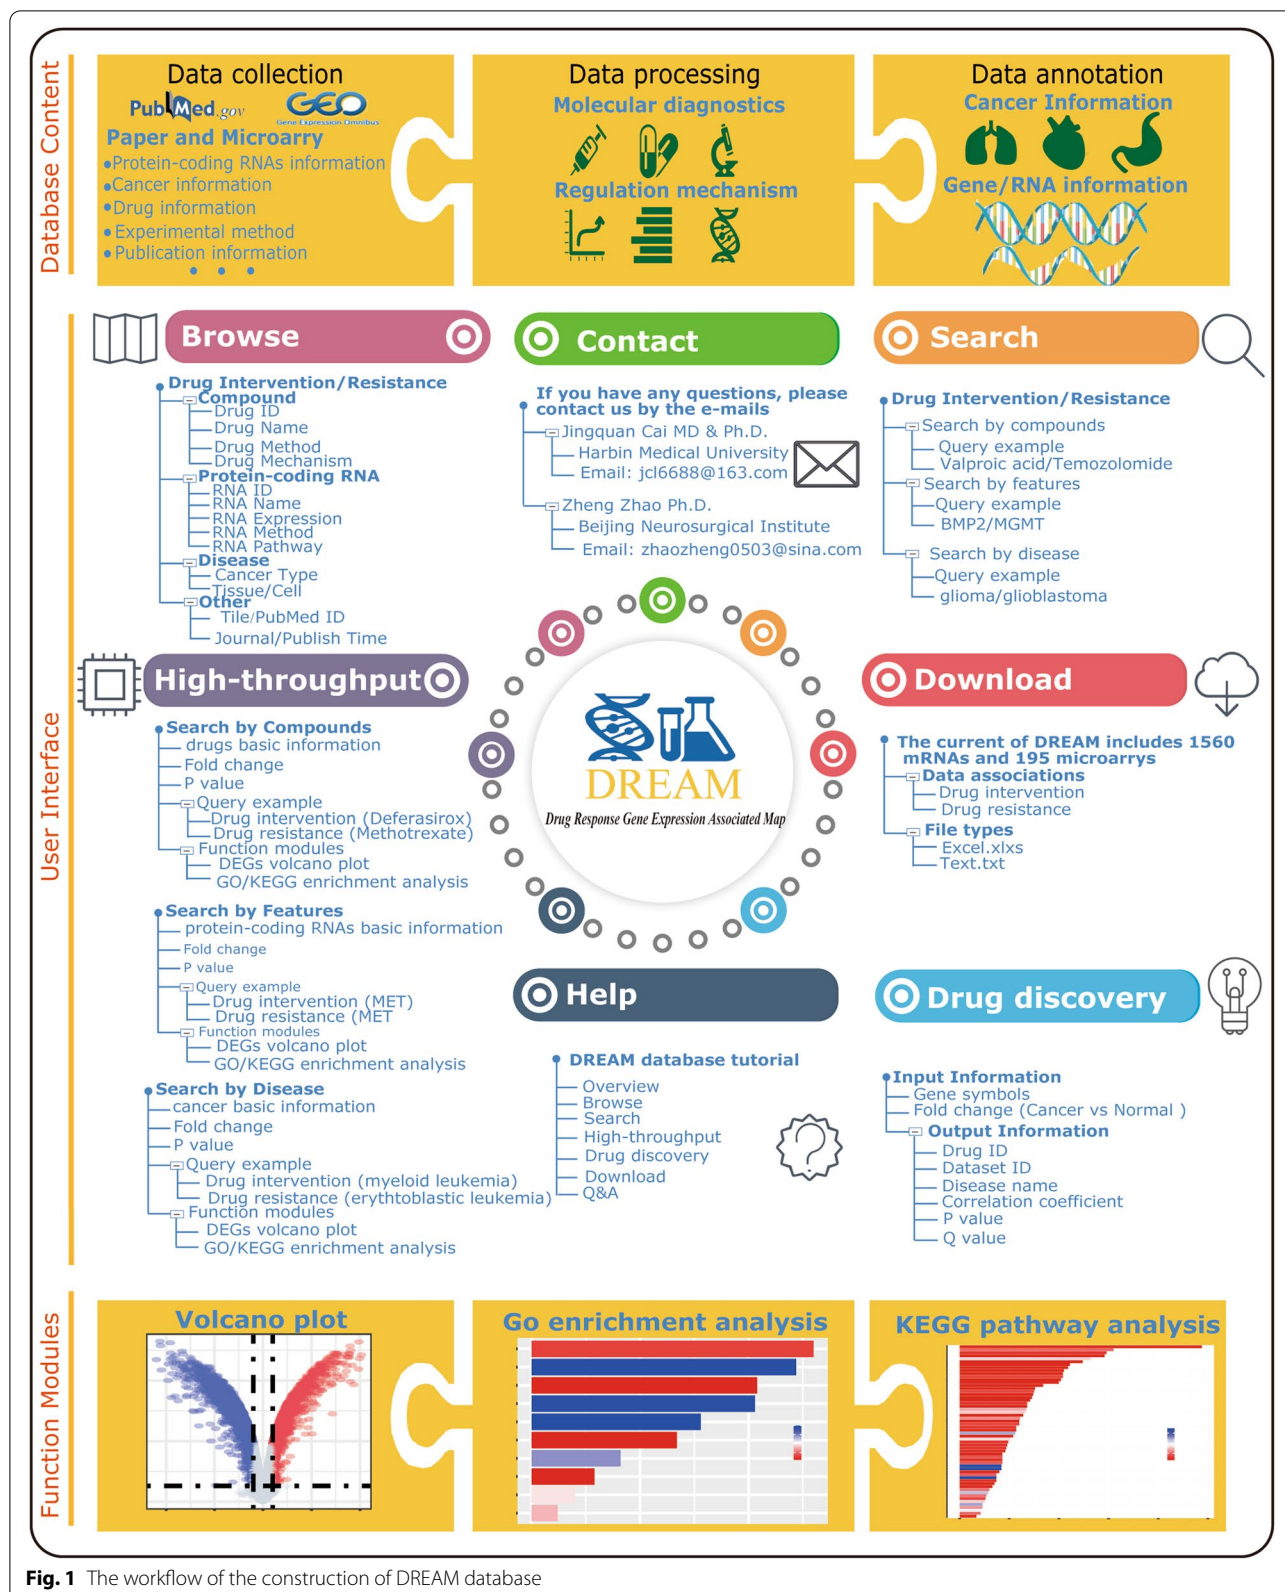 Database Content
Data collection
PubMed.gov
GEO
Gene Expression Omnibus
Paper and Microarry
Protein-coding RNAs information
Cancer information
Drug information
Experimental method
Publication information
Data processing
Molecular diagnostics
Regulation mechanism
Data annotation
Cancer Information
Gene/RNA information
User Interface
Browse
Drug Intervention/Resistance
Compound
Drug ID
Drug Name
Drug Method
Drug Mechanism
Protein-coding RNA
RNA ID
RNA Name
RNA Expression
RNA Method
RNA Pathway
Disease
Cancer Type
Tissue/Cell
Other
Tile/PubMed ID
Journal/Publish Time
Contact
If you have any questions, please
contact us by the e-mails
Jingquan Cai MD & Ph.D.
Harbin Medical University
Email: jcl6688@163.com
Zheng Zhao Ph.D.
Beijing Neurosurgical Institute
Email: zhaozheng0503@sina.com
Search
Drug Intervention/Resistance
Search by compounds
Query example
Valproic acid/Temozolomide
Search by features
Query example
BMP2/MGMT
Search by disease
Query example
glioma/glioblastoma
High-throughput
Search by Compounds
drugs basic information
Fold change
P value
Query example
Drug intervention (Deferasirox)
Drug resistance (Methotrexate)
Function modules
DEGs volcano plot
GO/KEGG enrichment analysis
Search by Features
protein-coding RNAs basic information
Fold change
P value
Query example
Drug intervention (MET)
Drug resistance (MET
Function modules
DEGs volcano plot
GO/KEGG enrichment analysis
Search by Disease
cancer basic information
Fold change
P value
Query example
Drug intervention (myeloid leukemia)
Drug resistance (erythtoblastic leukemia)
Function modules
DEGs volcano plot
GO/KEGG enrichment analysis
DREAM
Drug Response Gene Expression Associated Map
Download
The current of DREAM includes 1560
mRNAs and 195 microarrys
Data associations
Drug intervention
Drug resistance
File types
Excel.xlxs
Text.txt
Help
DREAM database tutorial
Overview
Browse
Search
High-throughput
Drug discovery
Download
Q&A
Drug discovery
Input Information
Gene symbols
Fold change (Cancer vs Normal )
Output Information
Drug ID
Dataset ID
Disease name
Correlation coefficient
P value
Q value
Function Modules
Volcano plot
Go enrichment analysis
KEGG pathway analysis
Fig. 1 The workflow of the construction of DREAM database